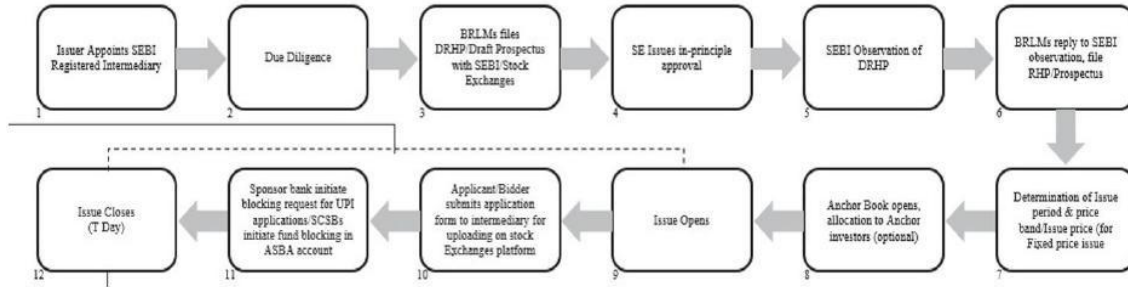 Issuer Appoints SEBI
Registered Intermediary
1
Due Diligence
2
BRLMs files
DRHP/Draft Prospectus
with SEBI/Stock
Exchanges
3
SE Issues in-principle
approval
4
SEBI Observation of
DRHP
5
BRLMs reply to SEBI
observation, file
RHP/Prospectus
6
Determination of Issue
period & price
band/Issue price (for
Fixed price issue
7
Anchor Book opens,
allocation to Anchor
investors (optional)
8
Issue Opens
9
Applicant/Bidder
submits application
form to intermediary for
uploading on stock
Exchanges platform
10
Sponsor bank initiate
blocking request for UPI
applications/SCSBs
initiate fund blocking in
ASBA account
11
Issue Closes
(T Day)
12